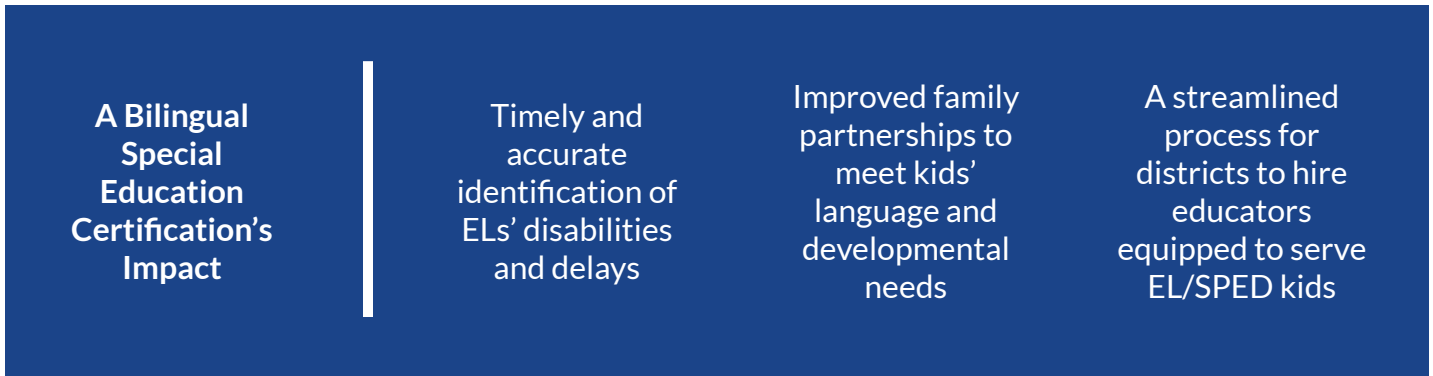 A Bilingual
Special
Education
Certification's
Impact
Timely and
accurate
identification of
ELs' disabilities
and delays
Improved family
partnerships to
meet kids'
language and
developmental
needs
A streamlined
process for
districts to hire
educators
equipped to serve
EL/SPED kids